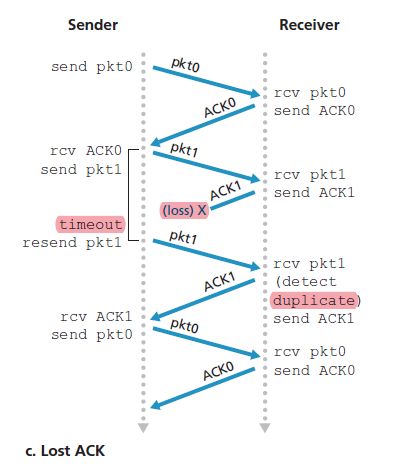 Sender
Receiver
send pkt0
pkt0
rcv pkt0
send ACK0
ACK0
rcv ACK0
send pkt1
pkt1
rcv pkt1
send ACK1
ACK1
(loss) X
timeout
resend pkt1
pkt1
rcv pkt1
(detect
duplicate)
send ACK1
ACK1
rcv ACK1
send pkt0
pkt0
rcv pkt0
send ACK0
ACK0
c. Lost ACK